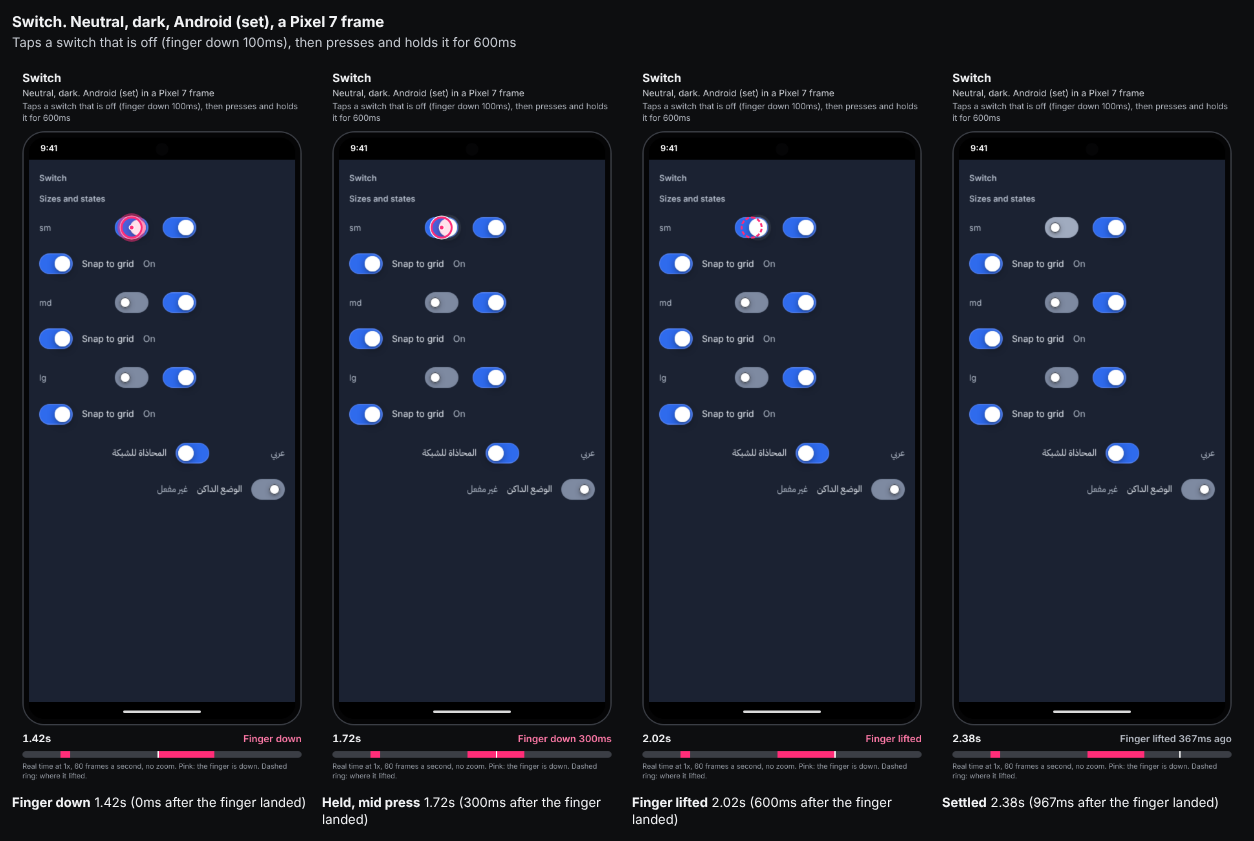 Switch. Neutral, dark, Android (set), a Pixel 7 frame
Taps a switch that is off (finger down 100ms), then presses and holds it for 600ms
Switch
Neutral, dark. Android (set) in a Pixel 7 frame
Taps a switch that is off (finger down 100ms), then presses and holds
it for 600ms
9:41
Switch
Sizes and states
sm
Snap to grid On
md
Snap to grid On
lg
Snap to grid On
عربي المحاذاة للشبكة
الوضع الداكن غير مفعل
1.42s Finger down
Real time at 1x, 60 frames a second, no zoom. Pink: the finger is down. Dashed
ring: where it lifted.
Finger down 1.42s (0ms after the finger landed)
Switch
Neutral, dark. Android (set) in a Pixel 7 frame
Taps a switch that is off (finger down 100ms), then presses and holds
it for 600ms
9:41
Switch
Sizes and states
sm
Snap to grid On
md
Snap to grid On
lg
Snap to grid On
عربي المحاذاة للشبكة
الوضع الداكن غير مفعل
1.72s Finger down 300ms
Real time at 1x, 60 frames a second, no zoom. Pink: the finger is down. Dashed
ring: where it lifted.
Held, mid press 1.72s (300ms after the finger
landed)
Switch
Neutral, dark. Android (set) in a Pixel 7 frame
Taps a switch that is off (finger down 100ms), then presses and holds
it for 600ms
9:41
Switch
Sizes and states
sm
Snap to grid On
md
Snap to grid On
lg
Snap to grid On
عربي المحاذاة للشبكة
الوضع الداكن غير مفعل
2.02s Finger lifted
Real time at 1x, 60 frames a second, no zoom. Pink: the finger is down. Dashed
ring: where it lifted.
Finger lifted 2.02s (600ms after the finger
landed)
Switch
Neutral, dark. Android (set) in a Pixel 7 frame
Taps a switch that is off (finger down 100ms), then presses and holds
it for 600ms
9:41
Switch
Sizes and states
sm
Snap to grid On
md
Snap to grid On
lg
Snap to grid On
عربي المحاذاة للشبكة
الوضع الداكن غير مفعل
2.38s Finger lifted 367ms ago
Real time at 1x, 60 frames a second, no zoom. Pink: the finger is down. Dashed
ring: where it lifted.
Settled 2.38s (967ms after the finger landed)